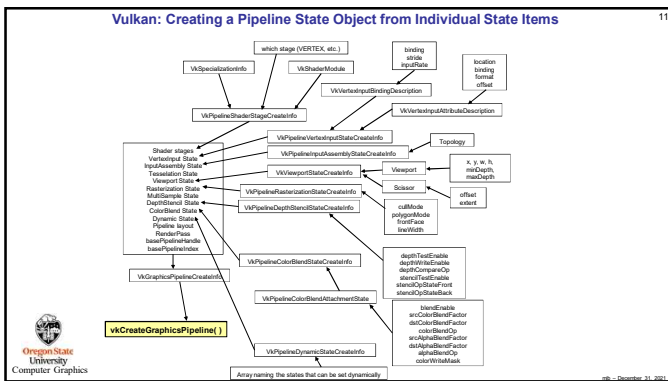 Vulkan: Creating a Pipeline State Object from Individual State Items
11
which stage (VERTEX, etc.)
binding
stride
inputRate
location
binding
format
offset
VkSpecializationInfo
VkShaderModule
VkVertexInputBindingDescription
VkPipelineShaderStageCreateInfo
VkVertexInputAttributeDescription
VkPipelineVertexInputStateCreateInfo
Topology
VkPipelineInputAssemblyStateCreateInfo
Shader stages
VertexInput State
InputAssembly State
Tesselation State
Viewport State
Rasterization State
MultiSample State
DepthStencil State
ColorBlend State
Dynamic State
Pipeline layout
RenderPass
basePipelineHandle
basePipelineIndex
VkViewportStateCreateInfo
Viewport
x, y, w, h,
minDepth,
maxDepth
Scissor
offset
extent
VkPipelineRasterizationStateCreateInfo
cullMode
polygonMode
frontFace
lineWidth
VkPipelineDepthStencilStateCreateInfo
depthTestEnable
depthWriteEnable
depthCompareOp
stencilTestEnable
stencilOpStateFront
stencilOpStateBack
VkPipelineColorBlendStateCreateInfo
VkGraphicsPipelineCreateInfo
VkPipelineColorBlendAttachmentState
blendEnable
srcColorBlendFactor
dstColorBlendFactor
colorBlendOp
srcAlphaBlendFactor
dstAlphaBlendFactor
alphaBlendOp
colorWriteMask
vkCreateGraphicsPipeline( )
VkPipelineDynamicStateCreateInfo
Array naming the states that can be set dynamically
Oregon State
University
Computer Graphics
mjb – December 31, 2021